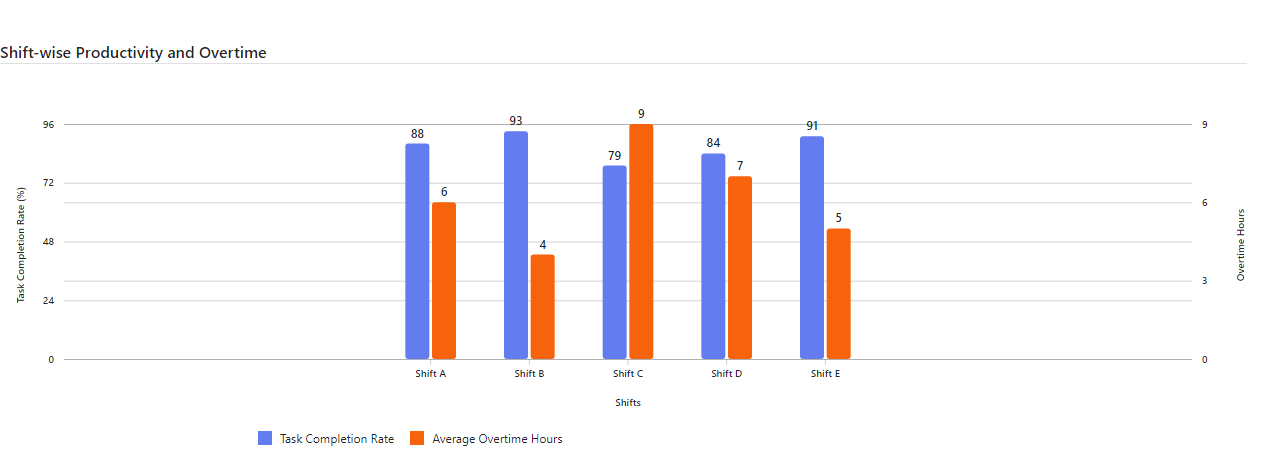 Shift-wise Productivity and Overtime
Task Completion Rate (%)
96
72
48
24
0
88
6
93
4
79
9
84
7
91
5
9
6
3
0
Overtime Hours
Shift A
Shift B
Shift C
Shift D
Shift E
Shifts
Task Completion Rate
Average Overtime Hours